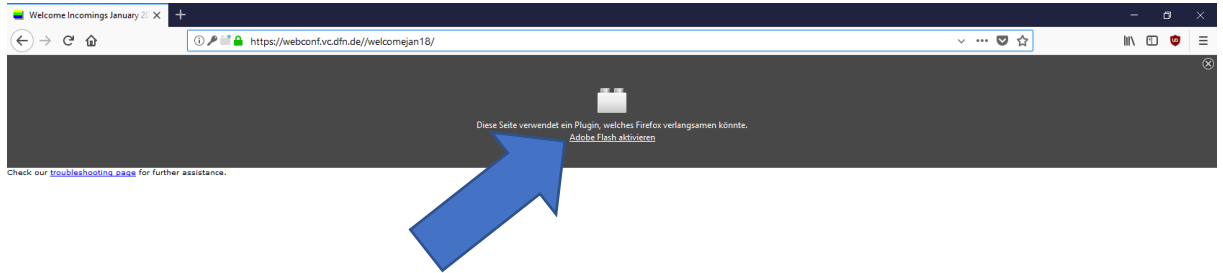 Welcome Incomings January 20
https://webconf.vc.dfn.de//welcomejan18/
Diese Seite verwendet ein Plugin, welches Firefox verlangsamen könnte.
Adobe Flash aktivieren
Check our troubleshooting page for further assistance.